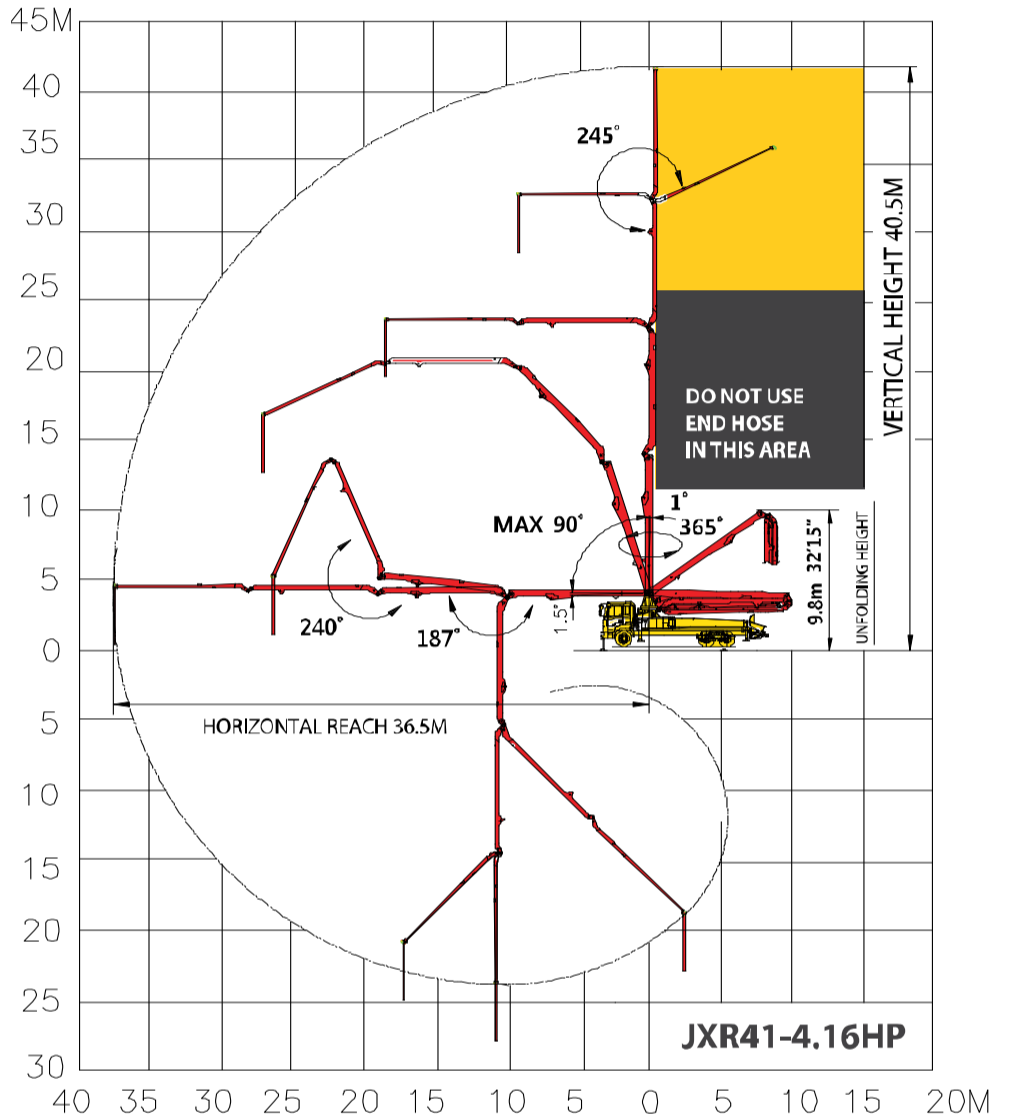 45M
40
35
30
25
20
15
10
5
0
5
10
15
20
25
30
245°
VERTICAL HEIGHT 40.5M
DO NOT USE
END HOSE
IN THIS AREA
1°
MAX 90°
365°
9.8m 32'15"
UNFOLDING HEIGHT
1.5°
240°
187°
HORIZONTAL REACH 36.5M
JXR41-4.16HP
40 35 30 25 20 15 10 5 0 5 10 15 20M